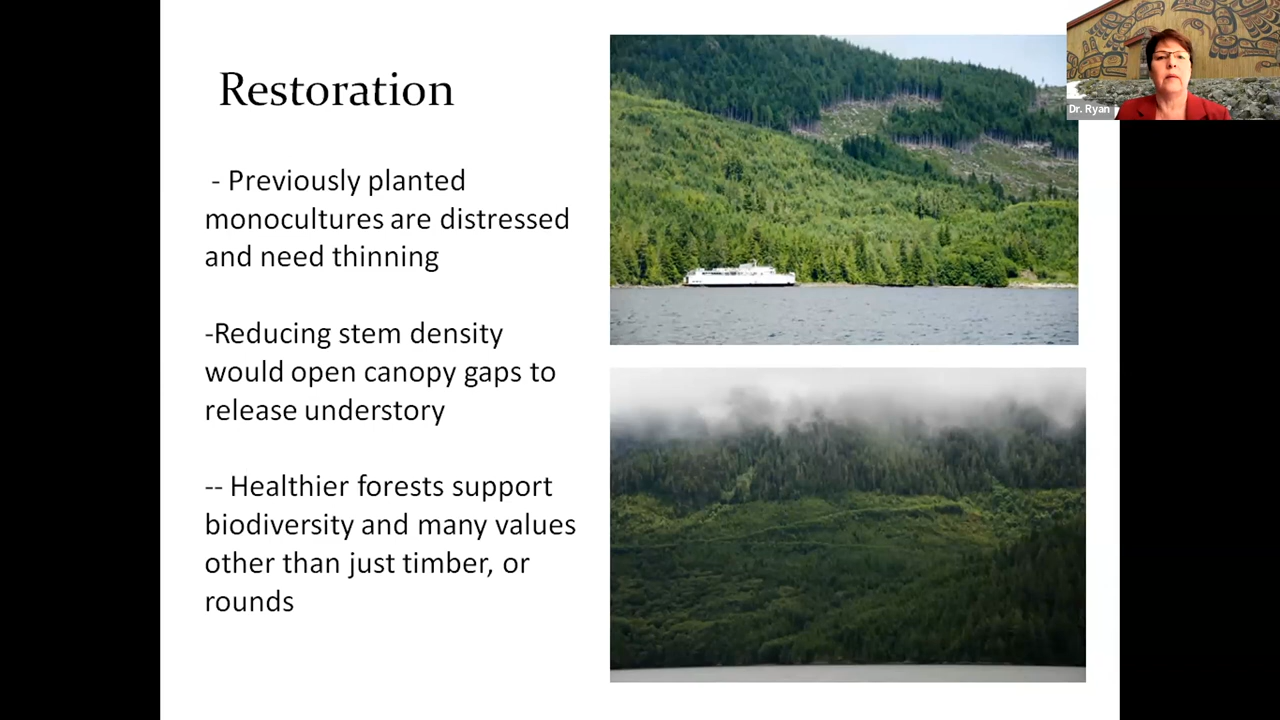 Restoration
- Previously planted
monocultures are distressed
and need thinning
-Reducing stem density
would open canopy gaps to
release understory
-- Healthier forests support
biodiversity and many values
other than just timber, or
rounds
Dr. Ryan